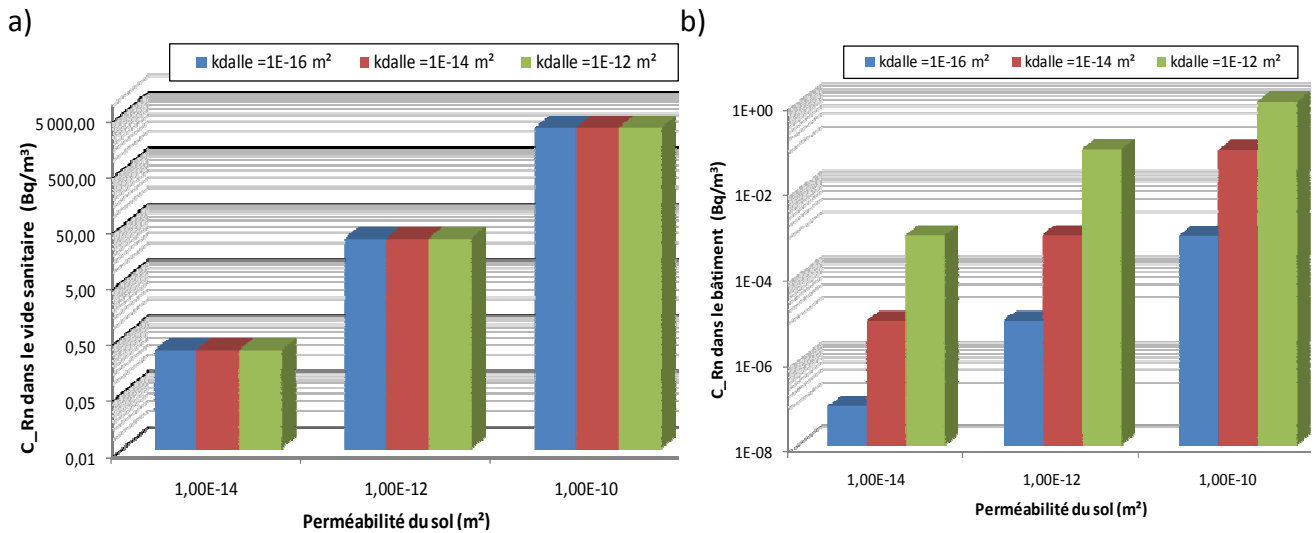 a)
kdalle =1E-16 m² kdalle =1E-14 m² kdalle =1E-12 m²
C_Rn dans le vide sanitaire (Bq/m³)
5 000,00
500,00
50,00
5,00
0,50
0,05
0,01
1,00E-14 1,00E-12 1,00E-10
Perméabilité du sol (m²)
b)
kdalle =1E-16 m² kdalle =1E-14 m² kdalle =1E-12 m²
C_Rn dans le bâtiment (Bq/m³)
1E+00
1E-02
1E-04
1E-06
1E-08
1,00E-14 1,00E-12 1,00E-10
Perméabilité du sol (m²)